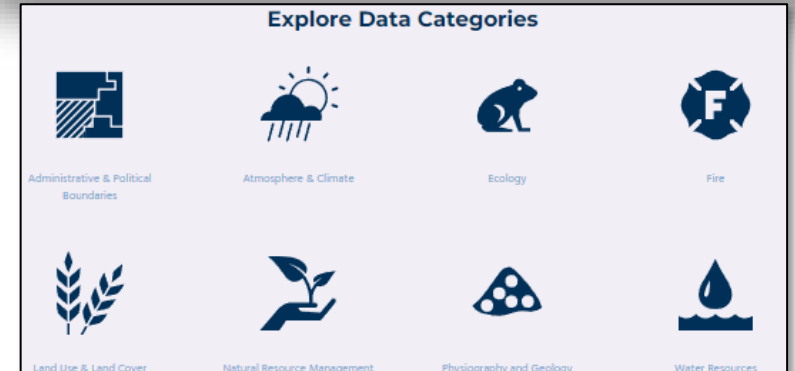 Explore Data Categories
F
Administrative & Political
Boundaries
Atmosphere & Climate
Ecology
Fire
Land Use & Land Cover
Natural Resource Management
Physiography and Geology
Water Resources